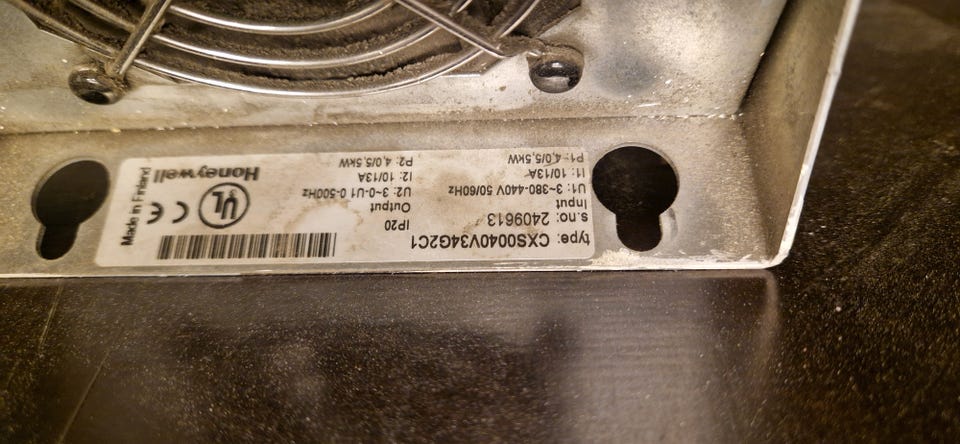 type: CXS0040V34G2C1
s.no: 2409613
IP20
Input
Output
U1: 3~380-440V 50/60Hz
U2: 3~0-U1 0-500Hz
I1: 10/13A
I2: 10/13A
P1: 4,0/5,5kW
P2: 4,0/5,5kW
CE
UL
Honeywell
Made in Finland